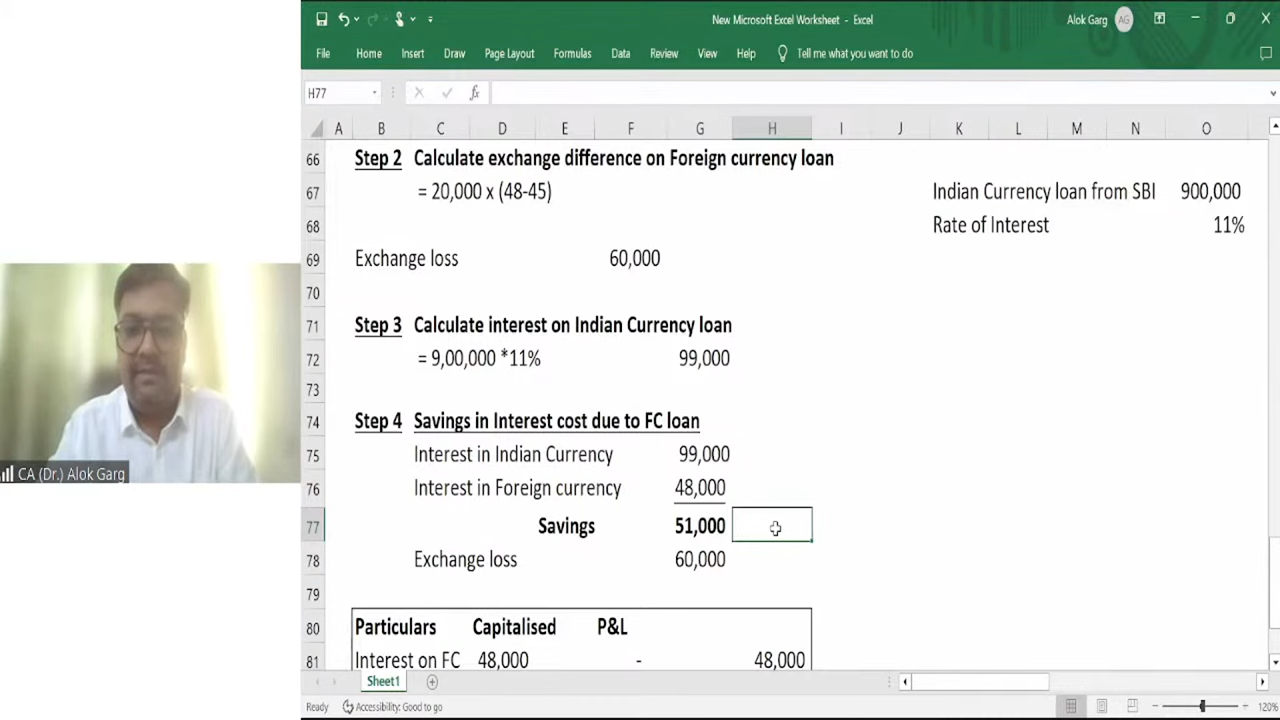 New Microsoft Excel Worksheet - Excel
Alok Garg AG
File Home Insert Draw Page Layout Formulas Data Review View Help Tell me what you want to do
H77 fx
A B C D E F G H I J K L M N O
66 Step 2 Calculate exchange difference on Foreign currency loan
67 = 20,000 x (48-45) Indian Currency loan from SBI 900,000
68 Rate of Interest 11%
69 Exchange loss 60,000
70
71 Step 3 Calculate interest on Indian Currency loan
72 = 9,00,000 *11% 99,000
73
74 Step 4 Savings in Interest cost due to FC loan
75 Interest in Indian Currency 99,000
76 Interest in Foreign currency 48,000
77 Savings 51,000
78 Exchange loss 60,000
79
80 Particulars Capitalised P&L
81 Interest on FC 48,000 - 48,000
Sheet1
Ready Accessibility: Good to go 120%
CA (Dr.) Alok Garg